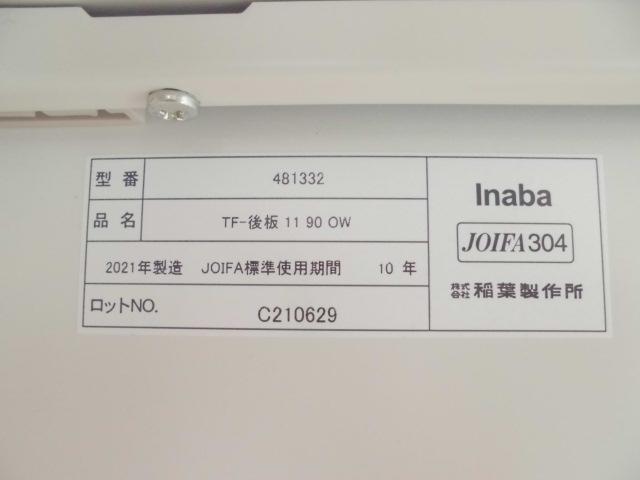 型番 481332
品名 TF-後板 11 90 OW
2021年製造 JOIFA標準使用期間 10 年
ロットNO. C210629
Inaba
JOIFA304
株式会社 稲葉製作所